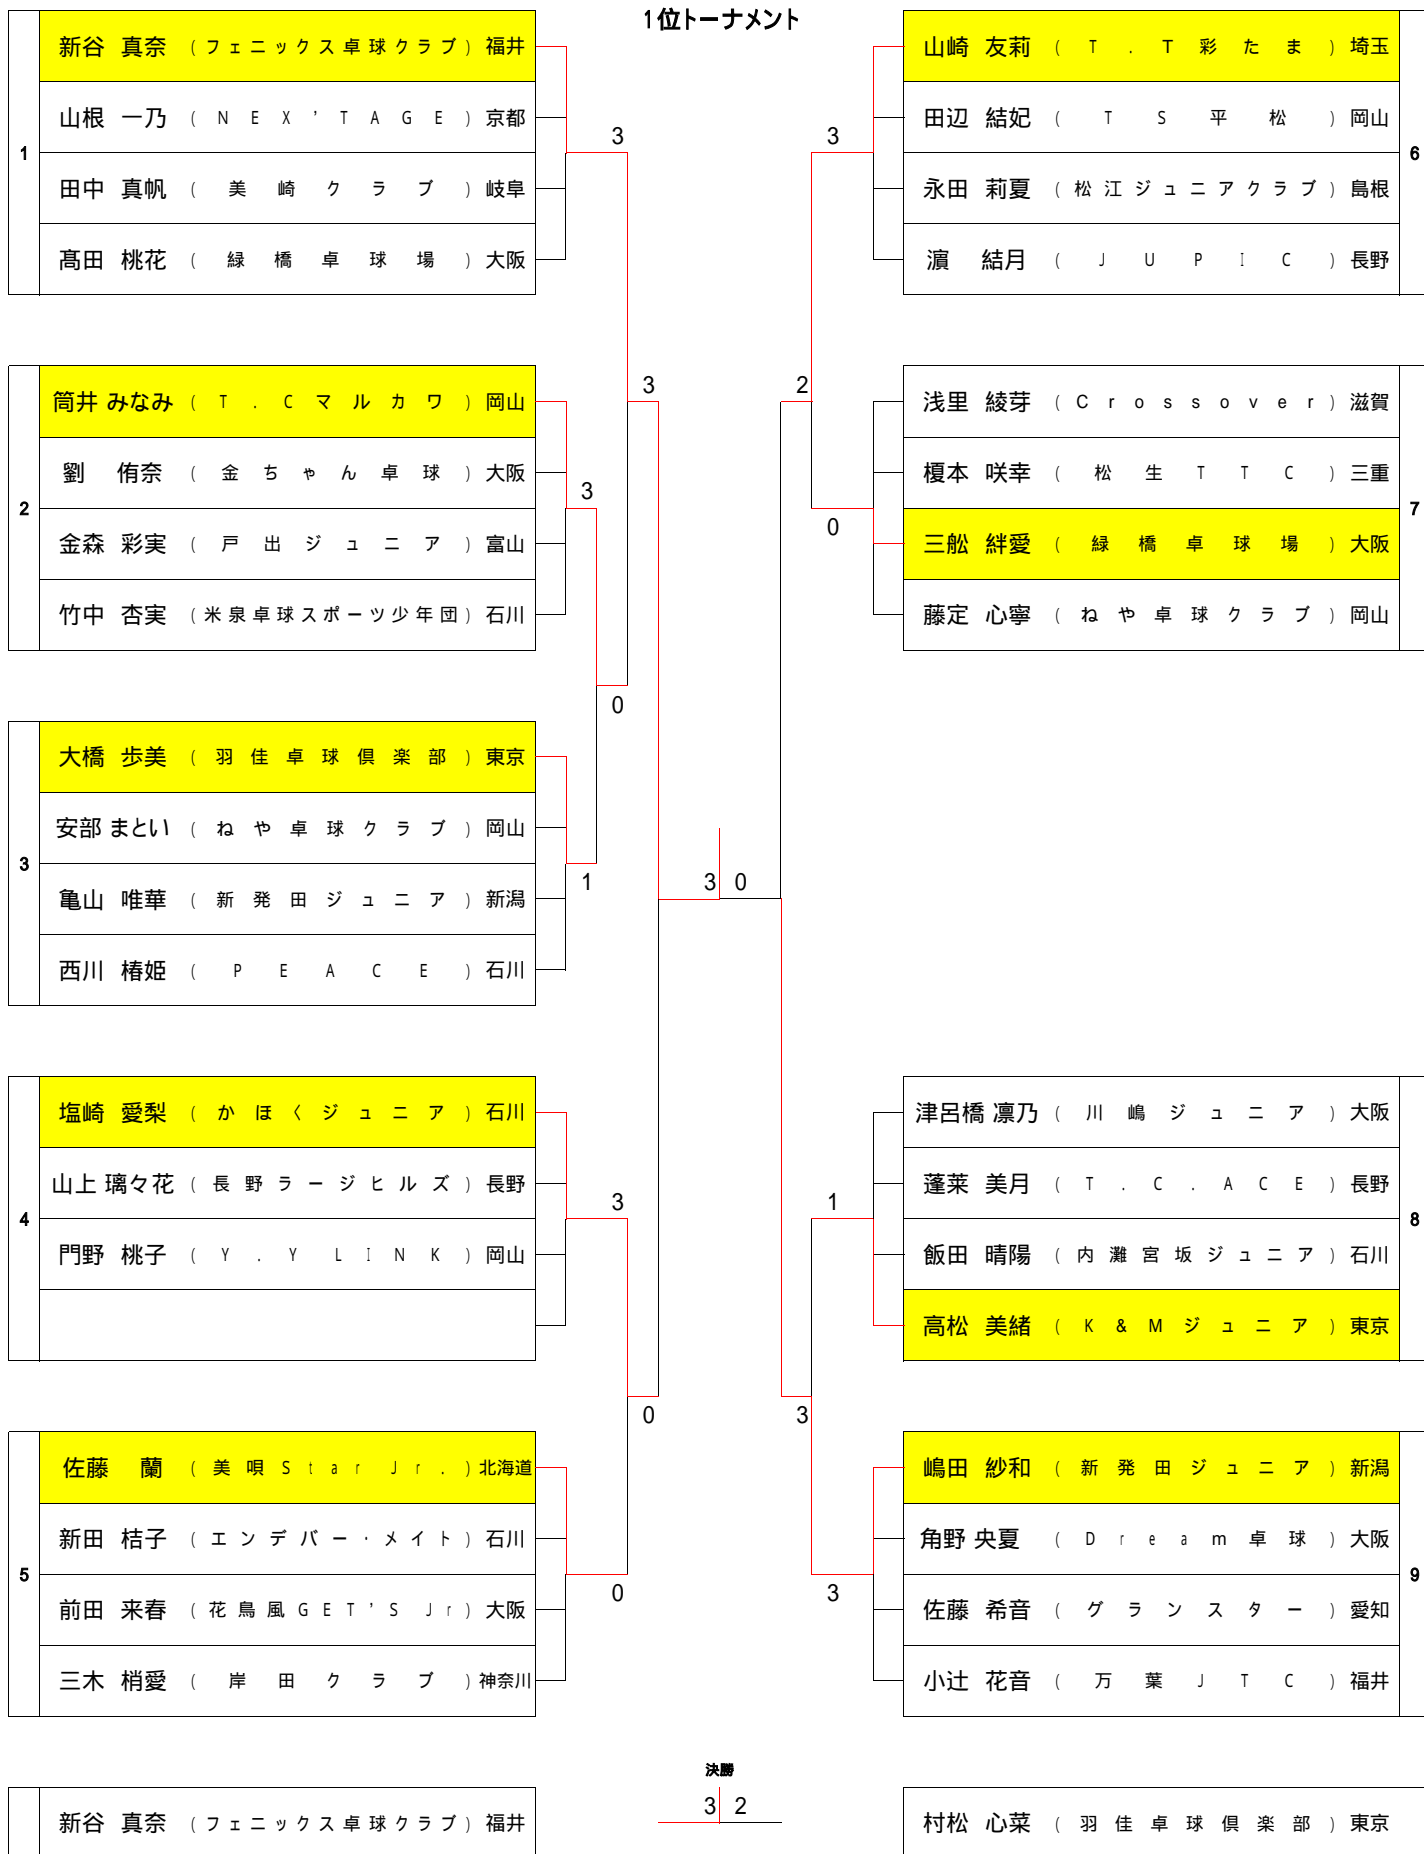 1位トーナメント
1
新谷 真奈 (フェニックス卓球クラブ) 福井
山根 一乃 (NEX'TAGE) 京都
田中 真帆 (美崎クラブ) 岐阜
髙田 桃花 (緑橋卓球場) 大阪
3
2
筒井 みなみ (T.Cマルカワ) 岡山
劉 侑奈 (金ちゃん卓球) 大阪
金森 彩実 (戸出ジュニア) 富山
竹中 杏実 (米泉卓球スポーツ少年団) 石川
3
3
0
3
大橋 歩美 (羽佳卓球倶楽部) 東京
安部 まとい (ねや卓球クラブ) 岡山
亀山 唯華 (新発田ジュニア) 新潟
西川 椿姫 (PEACE) 石川
1
4
塩崎 愛梨 (かほくジュニア) 石川
山上 璃々花 (長野ラージヒルズ) 長野
門野 桃子 (Y.Y LINK) 岡山
3
0
5
佐藤 蘭 (美唄Star Jr.) 北海道
新田 桔子 (エンデバー・メイト) 石川
前田 来春 (花鳥風GET'S Jr) 大阪
三木 梢愛 (岸田クラブ) 神奈川
0
3 0
6
山崎 友莉 (T.T彩たま) 埼玉
田辺 結妃 (TS平松) 岡山
永田 莉夏 (松江ジュニアクラブ) 島根
濵 結月 (JUPIC) 長野
3
2
7
浅里 綾芽 (Crossover) 滋賀
榎本 咲幸 (松生TTC) 三重
三舩 絆愛 (緑橋卓球場) 大阪
藤定 心寧 (ねや卓球クラブ) 岡山
0
8
津呂橋 凛乃 (川嶋ジュニア) 大阪
蓬莱 美月 (T.C.ACE) 長野
飯田 晴陽 (内灘宮坂ジュニア) 石川
高松 美緒 (K&Mジュニア) 東京
1
3
9
嶋田 紗和 (新発田ジュニア) 新潟
角野 央夏 (Dream卓球) 大阪
佐藤 希音 (グランスター) 愛知
小辻 花音 (万葉JTC) 福井
3
決勝
新谷 真奈 (フェニックス卓球クラブ) 福井
3 2
村松 心菜 (羽佳卓球倶楽部) 東京